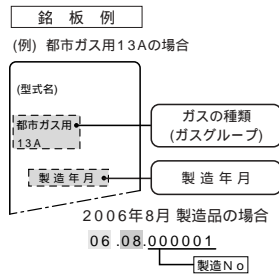 銘板例
(例) 都市ガス用13Aの場合
(型式名)
都市ガス用
13A
ガスの種類
(ガスグループ)
製造年月
製造年月
2006年8月 製造品の場合
06.08.000001
製造No